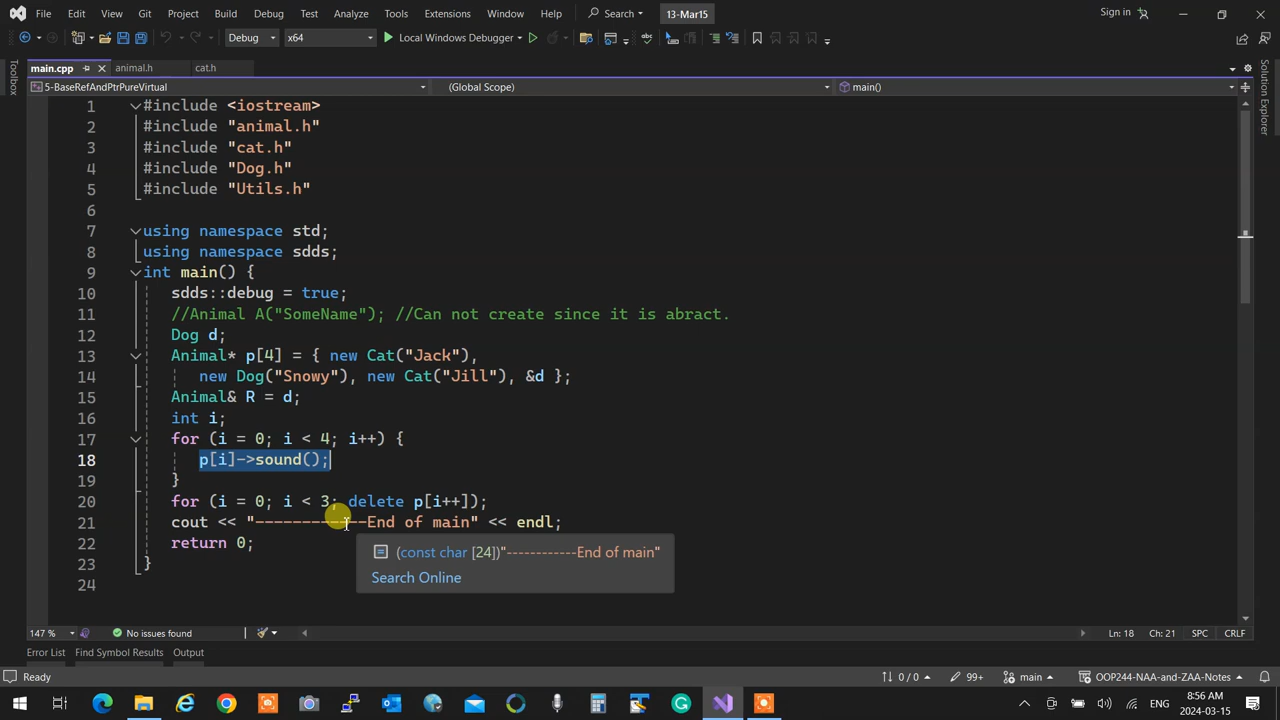 File Edit View Git Project Build Debug Test Analyze Tools Extensions Window Help Search 13-Mar15 Sign in
Debug x64 Local Windows Debugger
main.cpp animal.h cat.h
5-BaseRefAndPtrPureVirtual (Global Scope) main()
Toolbox
Solution Explorer
1 #include <iostream>
2 #include "animal.h"
3 #include "cat.h"
4 #include "Dog.h"
5 #include "Utils.h"
6
7 using namespace std;
8 using namespace sdds;
9 int main() {
10 sdds::debug = true;
11 //Animal A("SomeName"); //Can not create since it is abract.
12 Dog d;
13 Animal* p[4] = { new Cat("Jack"),
14 new Dog("Snowy"), new Cat("Jill"), &d };
15 Animal& R = d;
16 int i;
17 for (i = 0; i < 4; i++) {
18 p[i]->sound();
19 }
20 for (i = 0; i < 3; delete p[i++]);
21 cout << "------------End of main" << endl;
22 return 0;
23 }
24
(const char [24])"------------End of main"
Search Online
147 % No issues found Ln: 18 Ch: 21 SPC CRLF
Error List Find Symbol Results Output
Ready 0 / 0 99+ main OOP244-NAA-and-ZAA-Notes
ENG 8:56 AM
2024-03-15